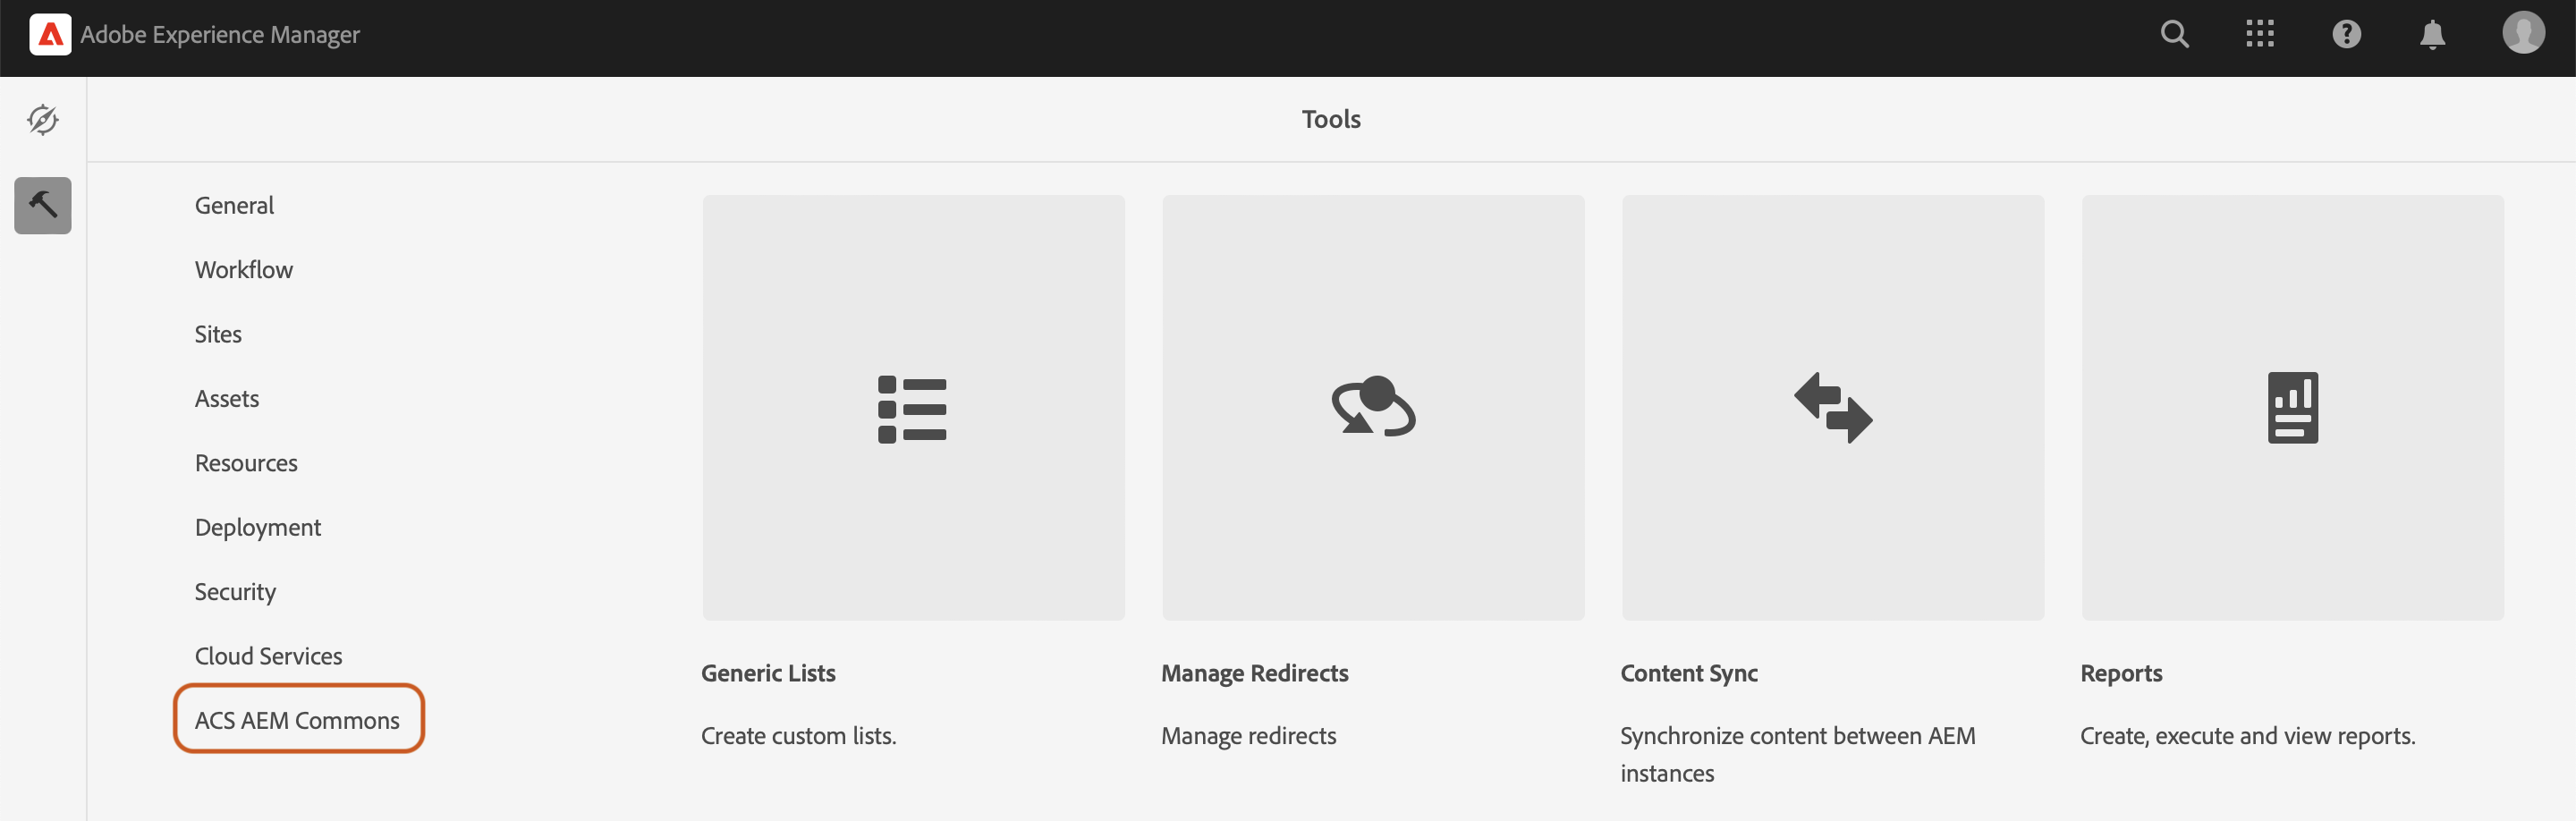 Adobe Experience Manager
Tools
General
Workflow
Sites
Assets
Resources
Deployment
Security
Cloud Services
ACS AEM Commons
Generic Lists
Create custom lists.
Manage Redirects
Manage redirects
Content Sync
Synchronize content between AEM
instances
Reports
Create, execute and view reports.